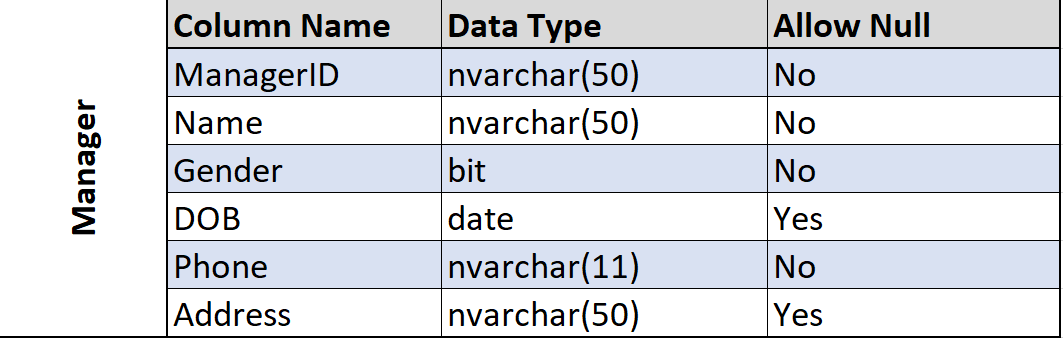 Column Name Data Type Allow Null
Manager
ManagerID nvarchar(50) No
Name nvarchar(50) No
Gender bit No
DOB date Yes
Phone nvarchar(11) No
Address nvarchar(50) Yes